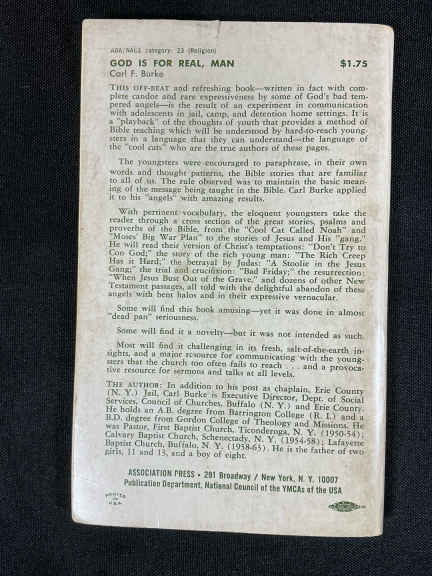 ABA/NACS category: 23 (Religion)
GOD IS FOR REAL, MAN $1.75
Carl F. Burke
THIS OFF-BEAT and refreshing book—written in fact with com-
plete candor and rare expressiveness by some of God's bad tem-
pered angels—is the result of an experiment in communication
with adolescents in jail, camp, and detention home settings. It is
a "playback" of the thoughts of youth that provides a method of
Bible teaching which will be understood by hard-to-reach young-
sters in a language that they can understand—the language of
the "cool cats" who are the true authors of these pages.
The youngsters were encouraged to paraphrase, in their own
words and thought patterns, the Bible stories that are familiar
to all of us. The rule observed was to maintain the basic mean-
ing of the message being taught in the Bible. Carl Burke applied
it to his "angels" with amazing results.
With pertinent vocabulary, the eloquent youngsters take the
reader through a cross section of the great stories, psalms and
proverbs of the Bible, from the "Cool Cat Called Noah" and
"Moses' Big War Plan" to the stories of Jesus and His "gang."
He will read their version of Christ's temptations: "Don't Try to
Con God;" the story of the rich young man: "The Rich Creep
Has it Hard;" the betrayal by Judas: "A Stoolie in the Jesus
Gang;" the trial and crucifixion: "Bad Friday;" the resurrection:
"When Jesus Bust Out of the Grave," and dozens of other New
Testament passages, all told with the delightful abandon of these
angels with bent halos and in their expressive vernacular.
Some will find this book amusing—yet it was done in almost
"dead pan" seriousness.
Some will find it a novelty—but it was not intended as such.
Most will find it challenging in its fresh, salt-of-the-earth in-
sights, and a major resource for communicating with the young-
sters that the church too often fails to reach . . . and a provoca-
tive resource for sermons and talks at all levels.
THE AUTHOR: In addition to his post as chaplain, Erie County
(N. Y.) Jail, Carl Burke is Executive Director, Dept. of Social
Services, Council of Churches, Buffalo (N. Y.) and Erie County.
He holds an A.B. degree from Barrington College (R. I.) and a
B.D. degree from Gordon College of Theology and Missions. He
was Pastor, First Baptist Church, Ticonderoga, N. Y. (1950-54);
Calvary Baptist Church, Schenectady, N. Y. (1954-58); Lafayette
Baptist Church, Buffalo, N. Y. (1958-63). He is the father of two
girls, 11 and 13, and a boy of eight.
ASSOCIATION PRESS • 291 Broadway / New York, N. Y. 10007
Publication Department, National Council of the YMCAs of the USA
PRINTED
IN
U.S.A.